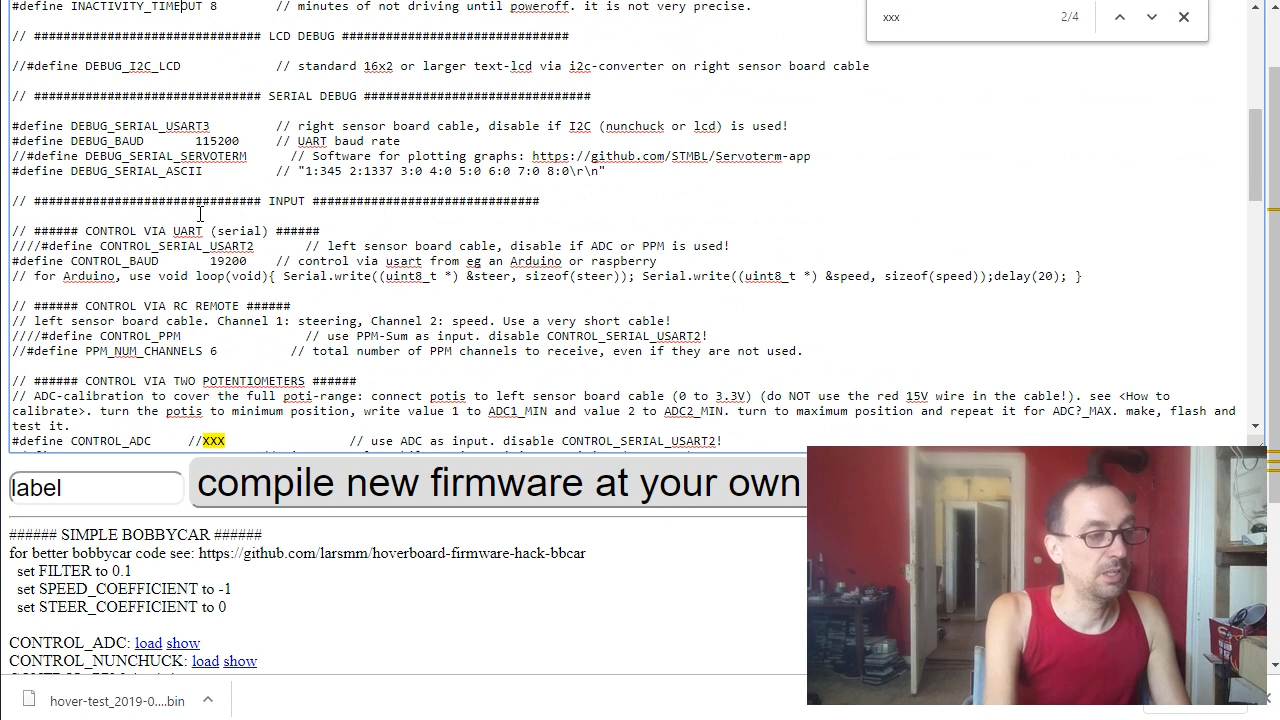 #define INACTIVITY_TIMEOUT 8 // minutes of not driving until poweroff. it is not very precise.
xxx 2/4
// ############################### LCD DEBUG ###############################
//#define DEBUG_I2C_LCD // standard 16x2 or larger text-lcd via i2c-converter on right sensor board cable
// ############################### SERIAL DEBUG ###############################
#define DEBUG_SERIAL_USART3 // right sensor board cable, disable if I2C (nunchuck or lcd) is used!
#define DEBUG_BAUD 115200 // UART baud rate
//#define DEBUG_SERIAL_SERVOTERM // Software for plotting graphs: https://github.com/STMBL/Servoterm-app
#define DEBUG_SERIAL_ASCII // "1:345 2:1337 3:0 4:0 5:0 6:0 7:0 8:0\r\n"
// ############################### INPUT ###############################
// ###### CONTROL VIA UART (serial) ######
////#define CONTROL_SERIAL_USART2 // left sensor board cable, disable if ADC or PPM is used!
#define CONTROL_BAUD 19200 // control via usart from eg an Arduino or raspberry
// for Arduino, use void loop(void){ Serial.write((uint8_t *) &steer, sizeof(steer)); Serial.write((uint8_t *) &speed, sizeof(speed));delay(20); }
// ###### CONTROL VIA RC REMOTE ######
// left sensor board cable. Channel 1: steering, Channel 2: speed. Use a very short cable!
////#define CONTROL_PPM // use PPM-Sum as input. disable CONTROL_SERIAL_USART2!
//#define PPM_NUM_CHANNELS 6 // total number of PPM channels to receive, even if they are not used.
// ###### CONTROL VIA TWO POTENTIOMETERS ######
// ADC-calibration to cover the full poti-range: connect potis to left sensor board cable (0 to 3.3V) (do NOT use the red 15V wire in the cable!). see <How to
calibrate>. turn the potis to minimum position, write value 1 to ADC1_MIN and value 2 to ADC2_MIN. turn to maximum position and repeat it for ADC?_MAX. make, flash and
test it.
#define CONTROL_ADC //XXX // use ADC as input. disable CONTROL_SERIAL_USART2!
label compile new firmware at your own
###### SIMPLE BOBBYCAR ######
for better bobbycar code see: https://github.com/larsmm/hoverboard-firmware-hack-bbcar
set FILTER to 0.1
set SPEED_COEFFICIENT to -1
set STEER_COEFFICIENT to 0
CONTROL_ADC: load show
CONTROL_NUNCHUCK: load show
hover-test_2019-0....bin